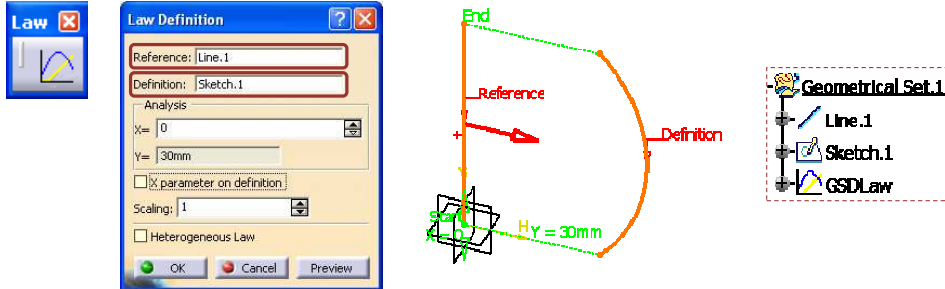 Law
Law Definition
Reference: Line.1
Definition: Sketch.1
Analysis
X= 0
Y= 30mm
X parameter on definition
Scaling: 1
Heterogeneous Law
OK Cancel Preview
End
Reference
Definition
Start
X = 0
H Y = 30mm
Geometrical Set.1
Line.1
Sketch.1
GSDLaw